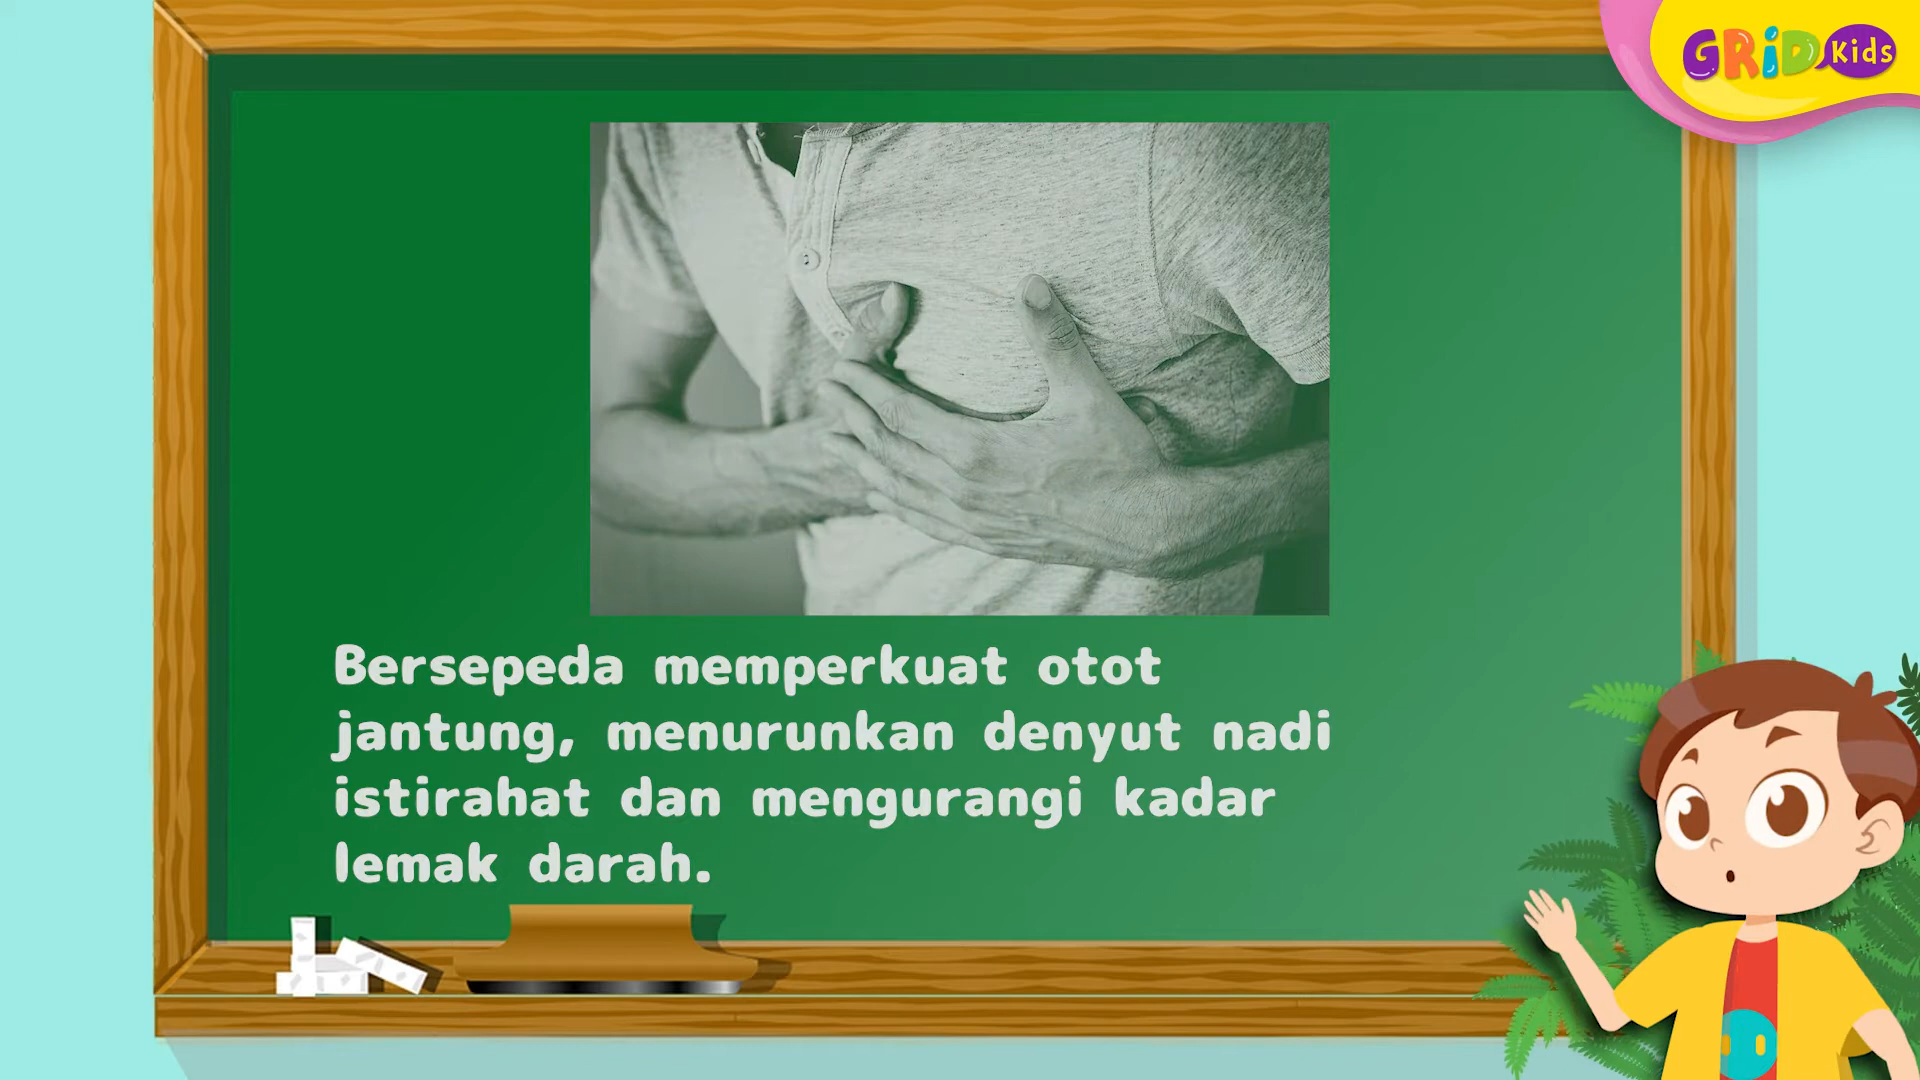 GRiD Kids
Bersepeda memperkuat otot
jantung, menurunkan denyut nadi
istirahat dan mengurangi kadar
lemak darah.